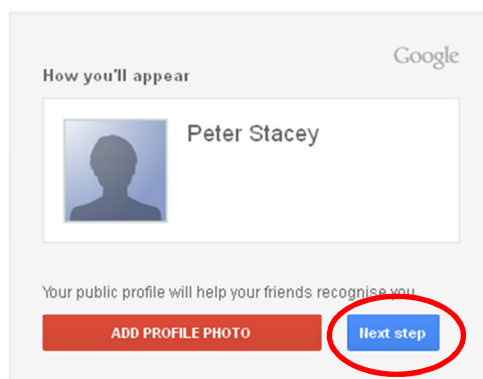 Google
How you'll appear
Peter Stacey
Your public profile will help your friends recognise you
ADD PROFILE PHOTO Next step